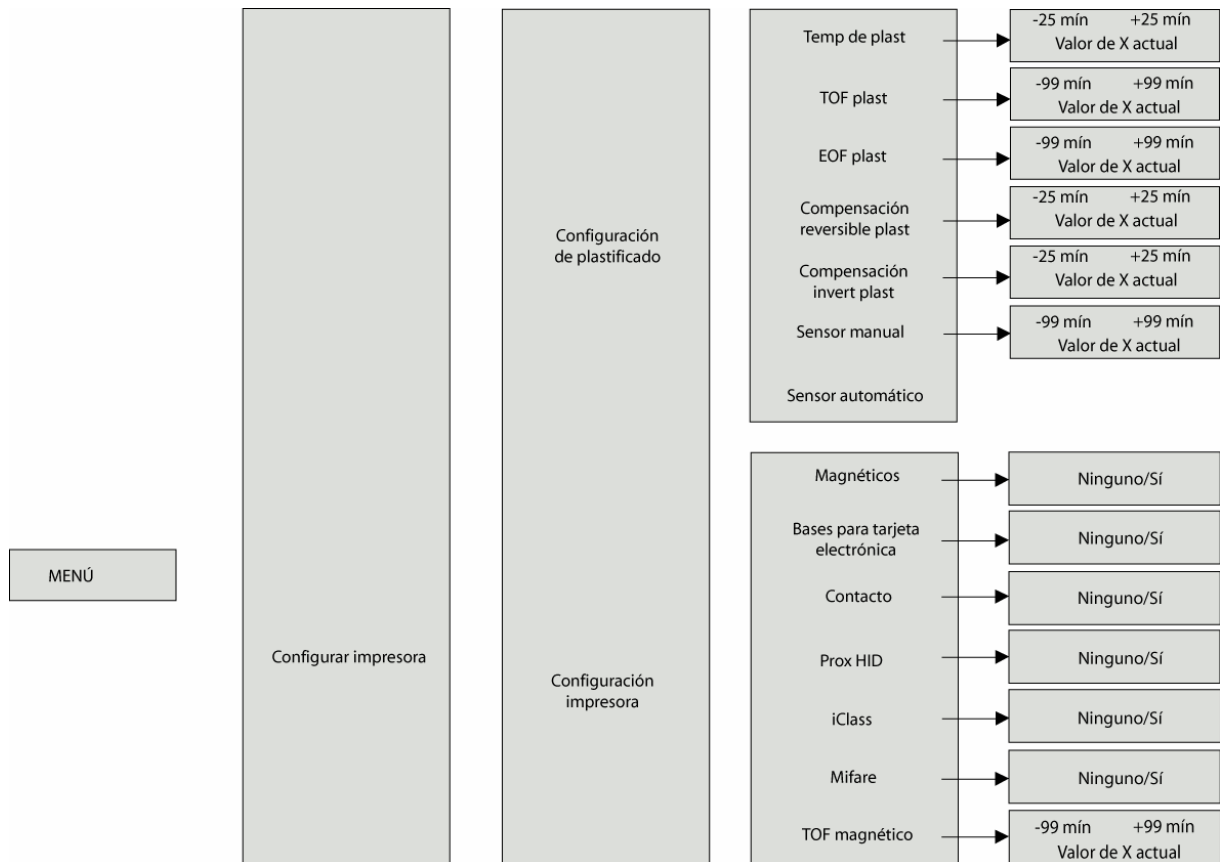 MENÚ
Configurar impresora
Configuración
de plastificado
Temp de plast
-25 mín +25 mín
Valor de X actual
TOF plast
-99 mín +99 mín
Valor de X actual
EOF plast
-99 mín +99 mín
Valor de X actual
Compensación
reversible plast
-25 mín +25 mín
Valor de X actual
Compensación
invert plast
-25 mín +25 mín
Valor de X actual
Sensor manual
-99 mín +99 mín
Valor de X actual
Sensor automático
Configuración
impresora
Magnéticos
Ninguno/Sí
Bases para tarjeta
electrónica
Ninguno/Sí
Contacto
Ninguno/Sí
Prox HID
Ninguno/Sí
iClass
Ninguno/Sí
Mifare
Ninguno/Sí
TOF magnético
-99 mín +99 mín
Valor de X actual